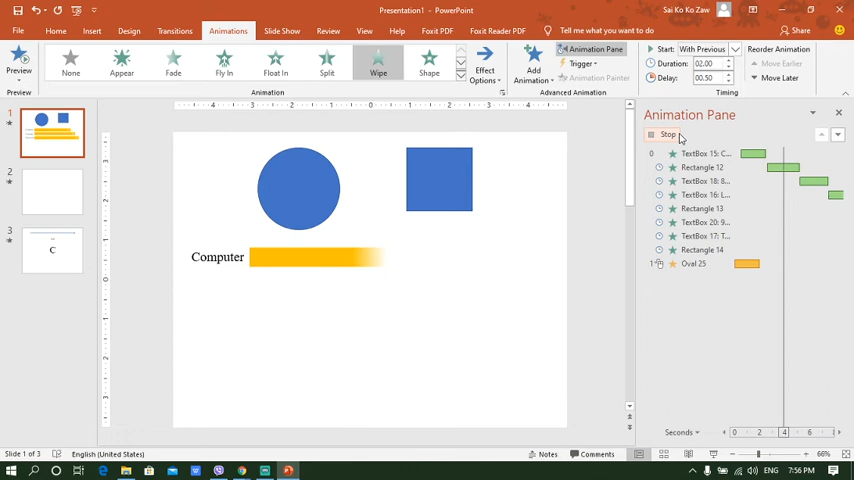 Presentation1 - PowerPoint
Sai Ko Ko Zaw
File Home Insert Design Transitions Animations Slide Show Review View Help Foxit PDF Foxit Reader PDF Tell me what you want to do Share
Preview
Preview
None Appear Fade Fly In Float In Split Wipe Shape
Animation
Effect Options
Add Animation
Animation Pane
Trigger
Animation Painter
Advanced Animation
Start: With Previous
Duration: 02.00
Delay: 00.50
Timing
Reorder Animation
Move Earlier
Move Later
1
2
3
C
Computer
Animation Pane
Stop
0 TextBox 15: C...
Rectangle 12
TextBox 18: 8...
TextBox 16: L...
Rectangle 13
TextBox 20: 9...
TextBox 17: T...
Rectangle 14
1 Oval 25
Seconds 0 2 4 6
Slide 1 of 3 English (United States) Notes Comments 66%
ENG 7:56 PM